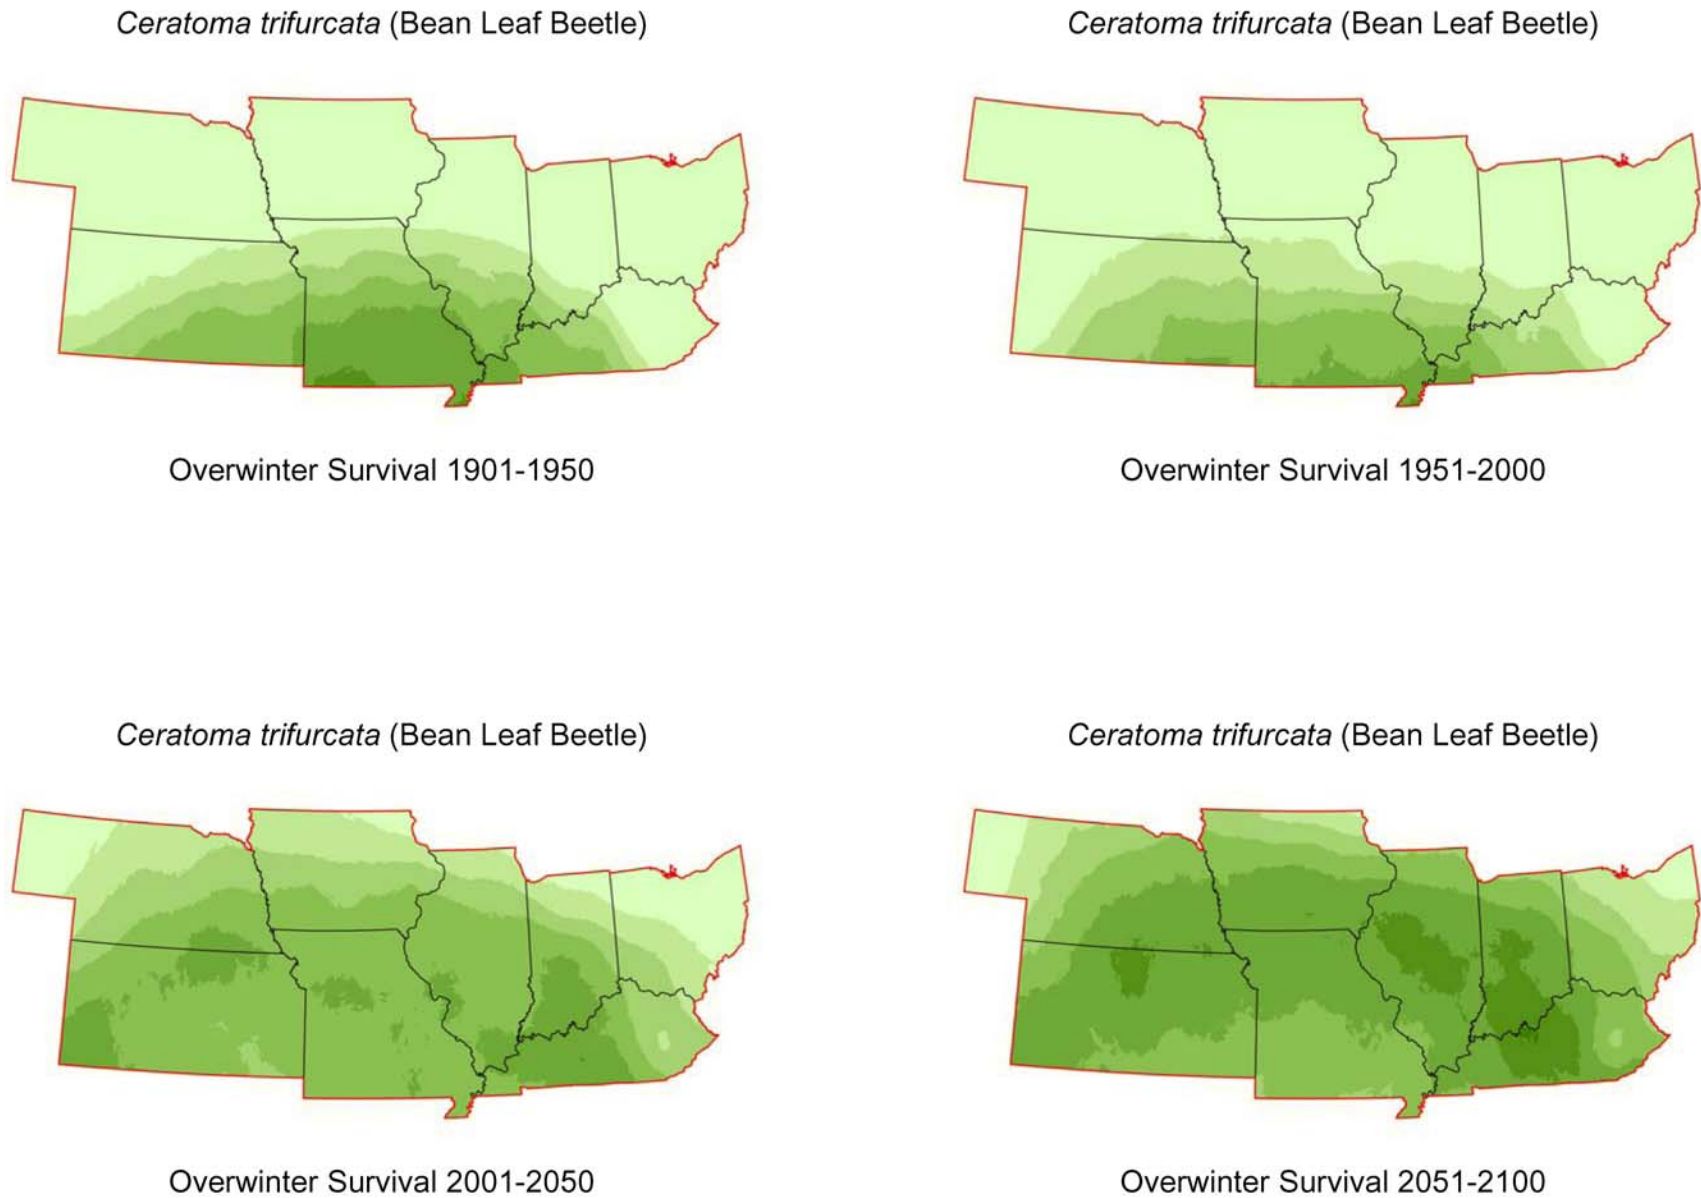 Ceratoma trifurcata (Bean Leaf Beetle)
Ceratoma trifurcata (Bean Leaf Beetle)
Overwinter Survival 1901-1950
Overwinter Survival 1951-2000
Ceratoma trifurcata (Bean Leaf Beetle)
Ceratoma trifurcata (Bean Leaf Beetle)
Overwinter Survival 2001-2050
Overwinter Survival 2051-2100